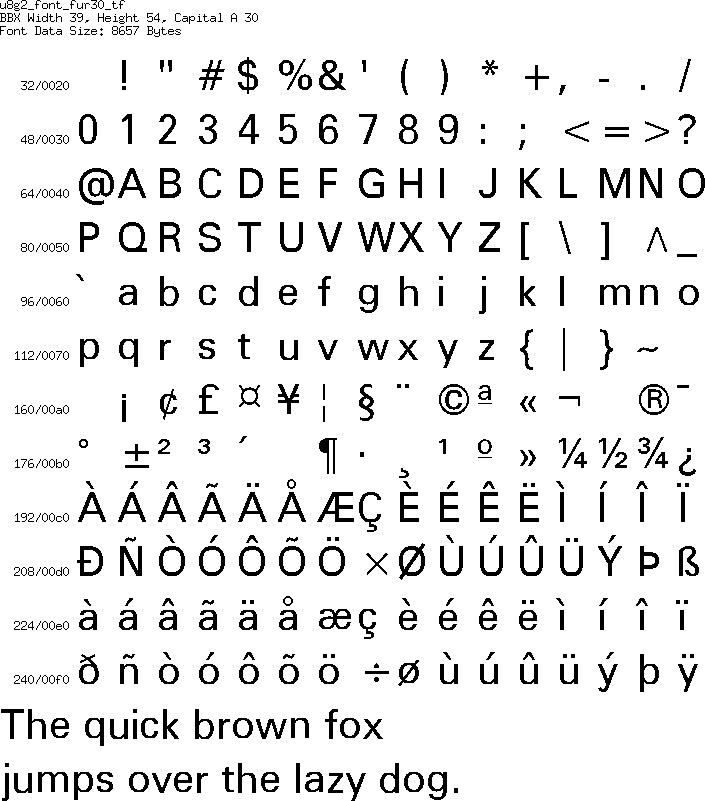 u8g2_font_fur30_tf
BBX Width 39, Height 54, Capital A 30
Font Data Size: 8657 Bytes
32/0020 ! " # $ % & ' ( ) * + , - . /
48/0030 0 1 2 3 4 5 6 7 8 9 : ; < = > ?
64/0040 @ A B C D E F G H I J K L M N O
80/0050 P Q R S T U V W X Y Z [ \ ] ^ _
96/0060 ` a b c d e f g h i j k l m n o
112/0070 p q r s t u v w x y z { | } ~
160/00a0 ¡ ¢ £ ¤ ¥ ¦ § ¨ © ª « ¬ ® ¯
176/00b0 ° ± ² ³ ´ ¶ · ¸ ¹ º » ¼ ½ ¾ ¿
192/00c0 À Á Â Ã Ä Å Æ Ç È É Ê Ë Ì Í Î Ï
208/00d0 Ð Ñ Ò Ó Ô Õ Ö × Ø Ù Ú Û Ü Ý Þ ß
224/00e0 à á â ã ä å æ ç è é ê ë ì í î ï
240/00f0 ð ñ ò ó ô õ ö ÷ ø ù ú û ü ý þ ÿ
The quick brown fox
jumps over the lazy dog.